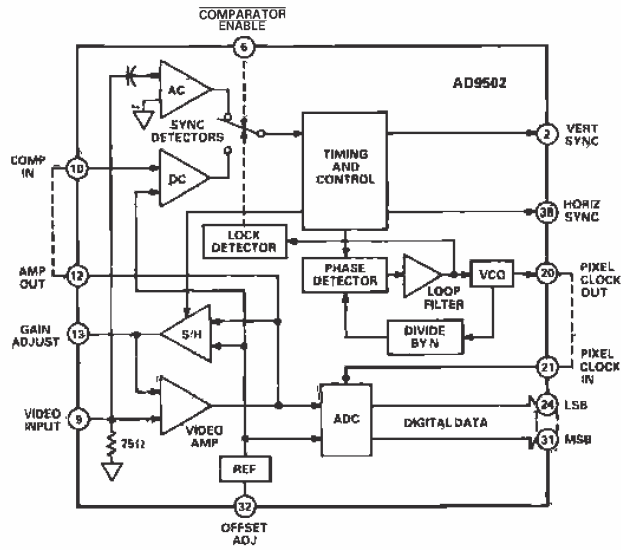 COMPARATOR
ENABLE
6
AD9502
AC
SYNC
DETECTORS
2
VERT
SYNC
COMP IN
10
DC
TIMING
AND
CONTROL
38
HORIZ
SYNC
LOCK
DETECTOR
AMP
OUT
12
PHASE
DETECTOR
LOOP
FILTER
VCO
20
PIXEL
CLOCK
OUT
GAIN
ADJUST
13
S/H
DIVIDE
BY N
21
PIXEL
CLOCK
IN
VIDEO
INPUT
9
75Ω
VIDEO AMP
ADC
DIGITAL DATA
24
LSB
31
MSB
REF
32
OFFSET
ADJ